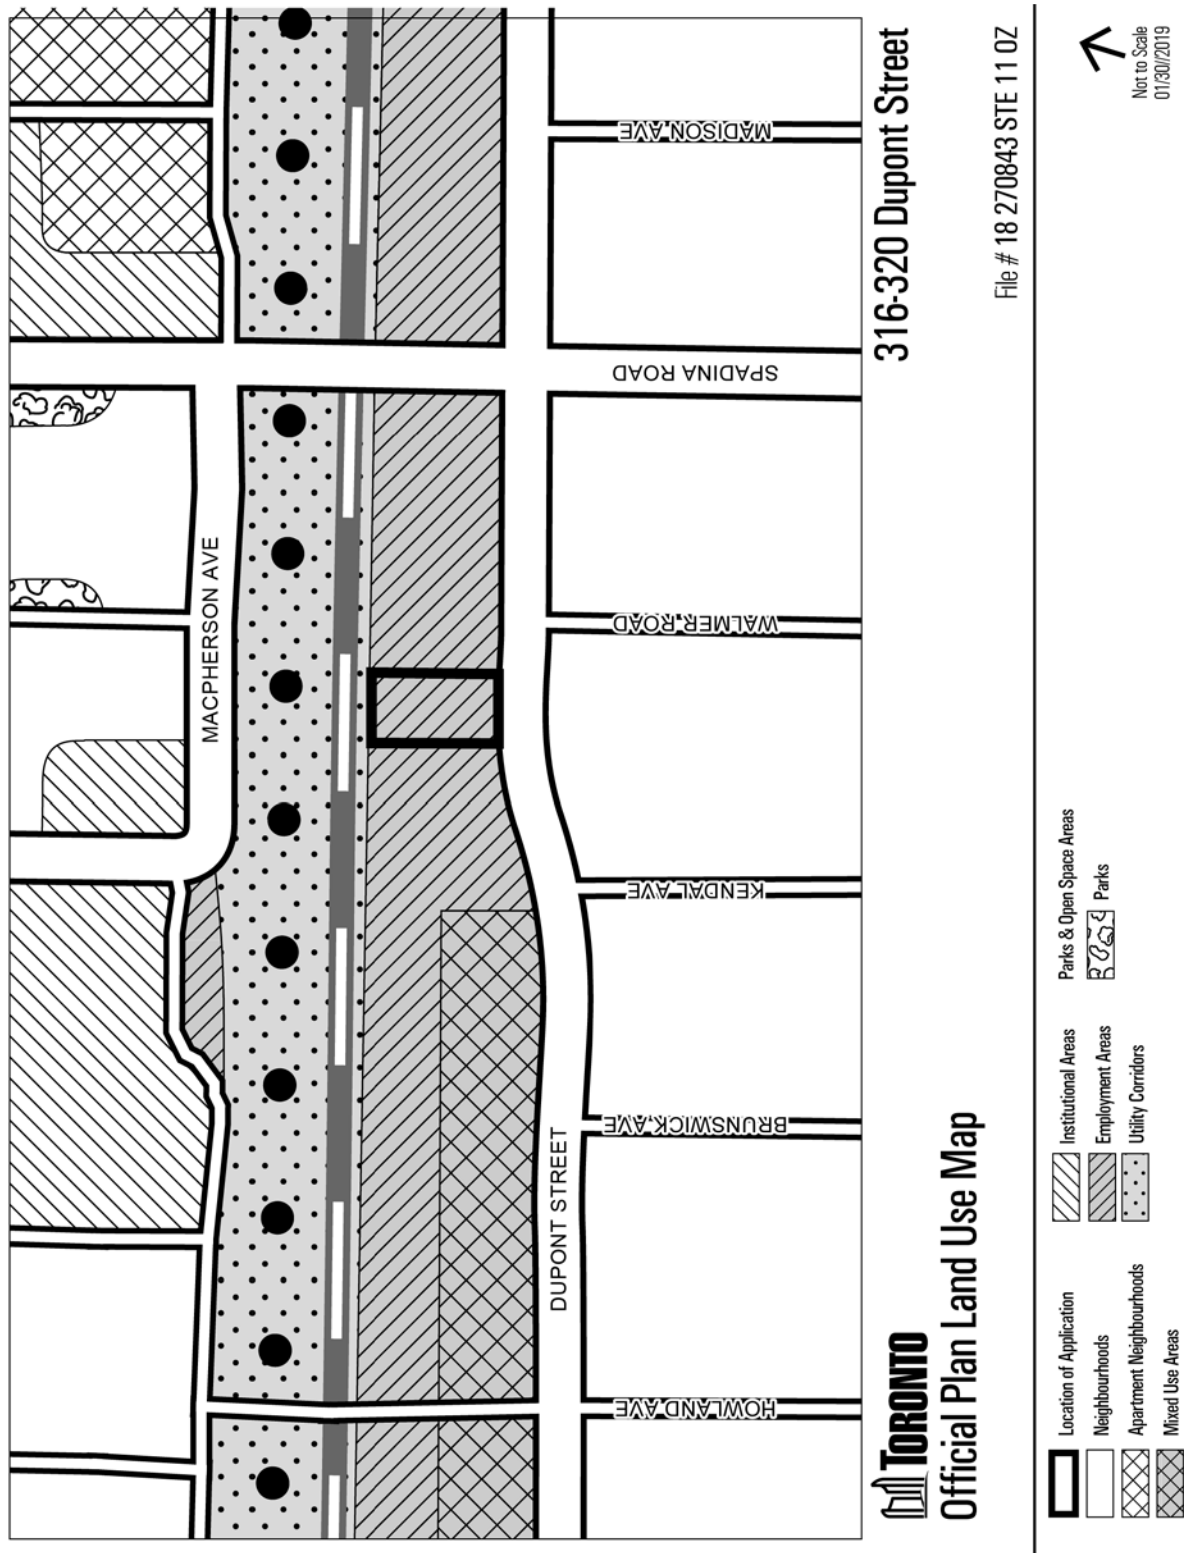 MACPHERSON AVE
DUPONT STREET
HOWLAND AVE
BRUNSWICK AVE
KENDAL AVE
WALMER ROAD
SPADINA ROAD
MADISON AVE
TORONTO
Official Plan Land Use Map
316-320 Dupont Street
File # 18 270843 STE 11 OZ
Location of Application
Neighbourhoods
Apartment Neighbourhoods
Mixed Use Areas
Institutional Areas
Employment Areas
Utility Corridors
Parks & Open Space Areas
Parks
Not to Scale
01/30//2019